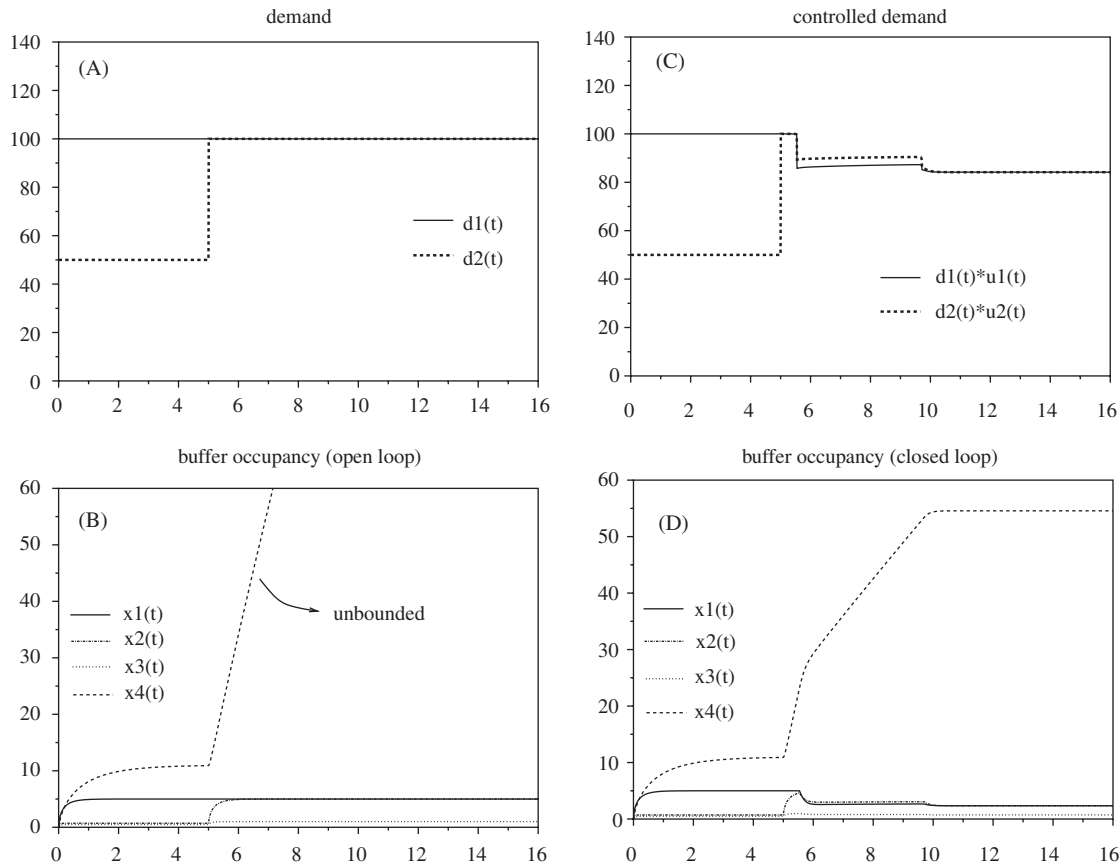 demand
140
120
100
80
60
40
20
0
(A)
d1(t)
d2(t)
0 2 4 6 8 10 12 14 16
controlled demand
140
120
100
80
60
40
20
0
(C)
d1(t)*u1(t)
d2(t)*u2(t)
0 2 4 6 8 10 12 14 16
buffer occupancy (open loop)
60
50
40
30
20
10
0
(B)
unbounded
x1(t)
x2(t)
x3(t)
x4(t)
0 2 4 6 8 10 12 14 16
buffer occupancy (closed loop)
60
50
40
30
20
10
0
(D)
x1(t)
x2(t)
x3(t)
x4(t)
0 2 4 6 8 10 12 14 16